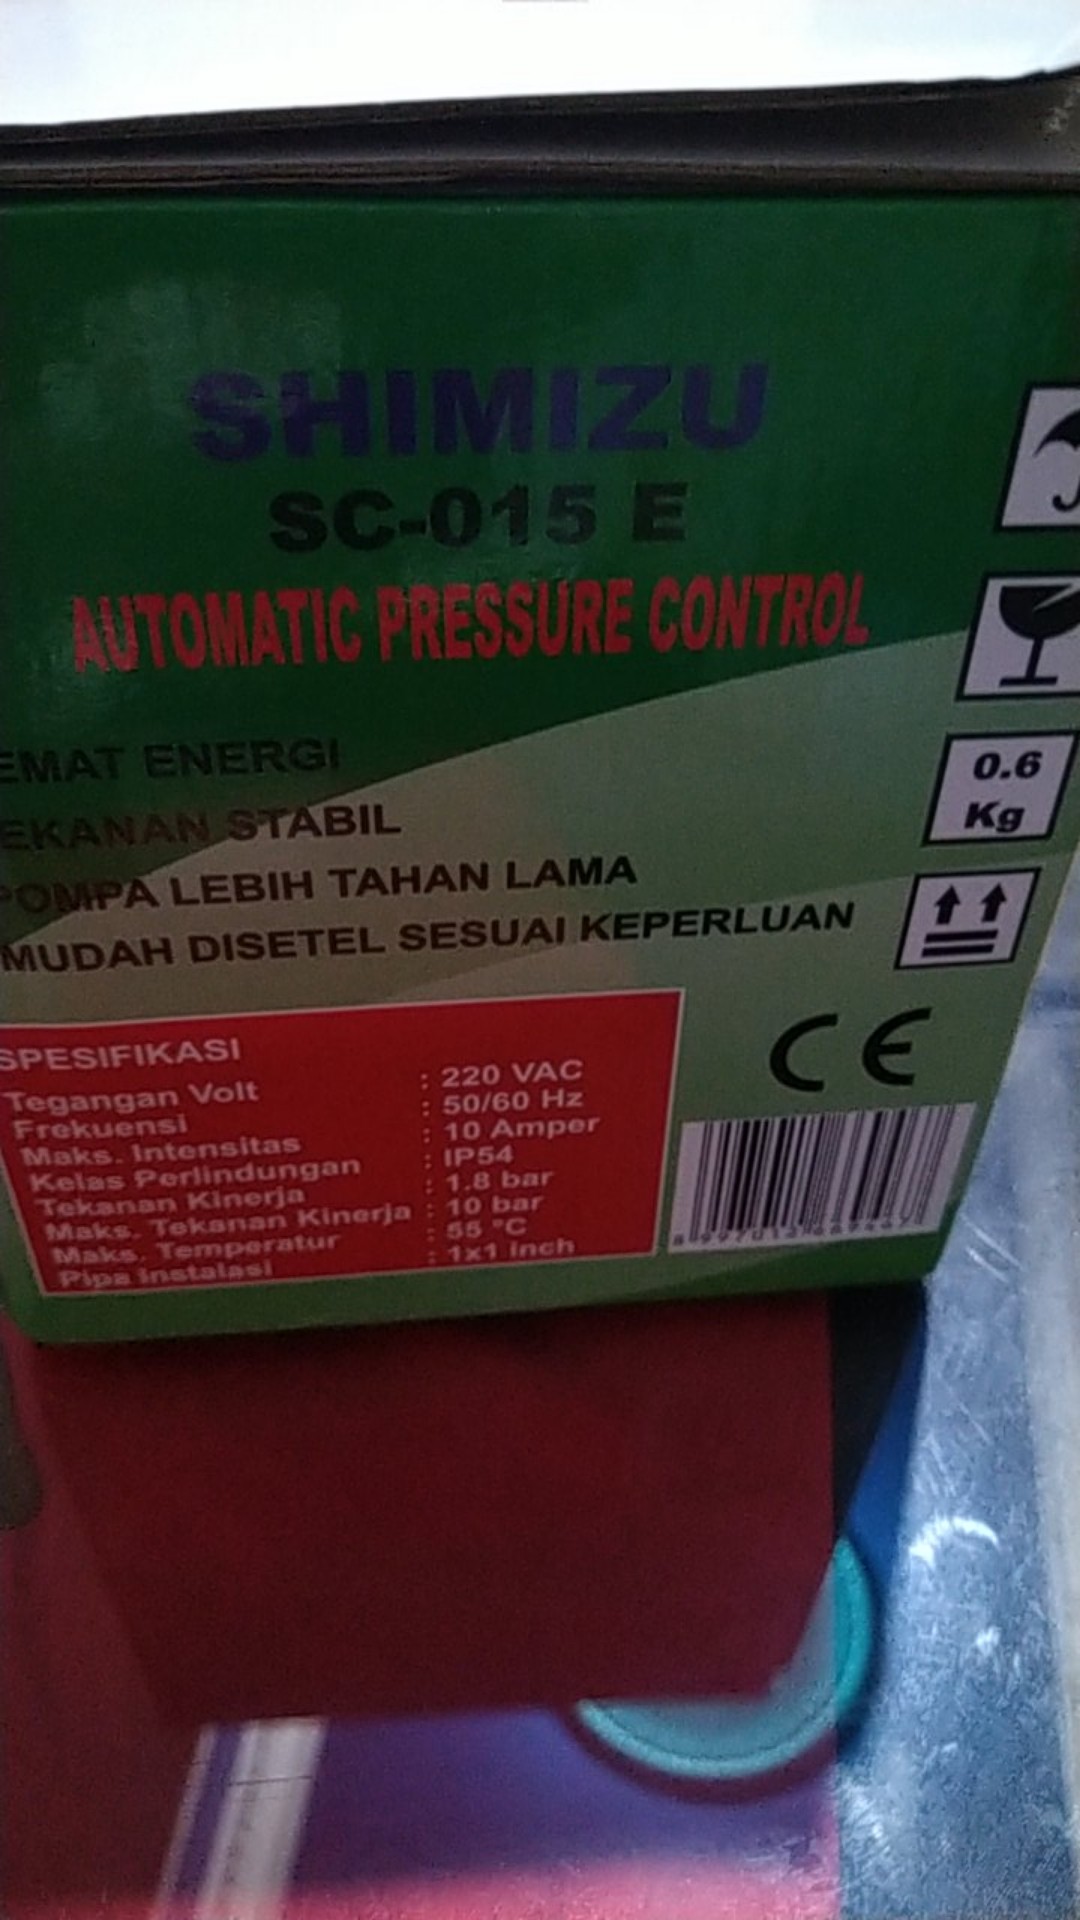 SHIMIZU
SC-015 E
AUTOMATIC PRESSURE CONTROL
EMAT ENERGI
EKANAN STABIL
POMPA LEBIH TAHAN LAMA
MUDAH DISETEL SESUAI KEPERLUAN
0.6
Kg
CE
SPESIFIKASI
Tegangan Volt : 220 VAC
Frekuensi : 50/60 Hz
Maks. Intensitas : 10 Amper
Kelas Perlindungan : IP54
Tekanan Kinerja : 1.8 bar
Maks. Tekanan Kinerja : 10 bar
Maks. Temperatur : 55 °C
Pipa Instalasi : 1x1 inch